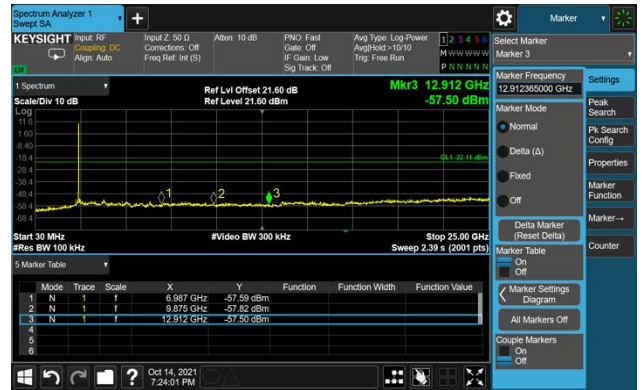 Spectrum Analyzer 1
Swept SA
KEYSIGHT
Input: RF
Coupling: DC
Align: Auto
Input Z: 50 Ω
Corrections: Off
Freq Ref: Int (S)
Atten: 10 dB
PNO: Fast
Gate: Off
IF Gain: Low
Sig Track: Off
Avg Type: Log-Power
Avg|Hold:>10/10
Trig: Free Run
1 2 3 4 5 6
M W W W W W
P N N N N N
1 Spectrum
Scale/Div 10 dB
Ref Lvl Offset 21.60 dB
Ref Level 21.60 dBm
Mkr3 12.912 GHz
-57.50 dBm
Log
11.6
1.60
-8.40
-18.4
-28.4
-38.4
-48.4
-58.4
-68.4
DL1 -22.11 dBm
1
2
3
Start 30 MHz
#Res BW 100 kHz
#Video BW 300 kHz
Stop 25.00 GHz
Sweep 2.39 s (2001 pts)
5 Marker Table
Mode Trace Scale X Y Function Function Width Function Value
1 N 1 f 6.987 GHz -57.59 dBm
2 N 1 f 9.875 GHz -57.82 dBm
3 N 1 f 12.912 GHz -57.50 dBm
4
5
6
?
Oct 14, 2021
7:24:01 PM
Marker
Select Marker
Marker 3
Marker Frequency
12.912365000 GHz
Marker Mode
Normal
Delta (Δ)
Fixed
Off
Delta Marker
(Reset Delta)
Marker Table
On
Off
Marker Settings
Diagram
All Markers Off
Couple Markers
On
Off
Settings
Peak
Search
Pk Search
Config
Properties
Marker
Function
Marker→
Counter